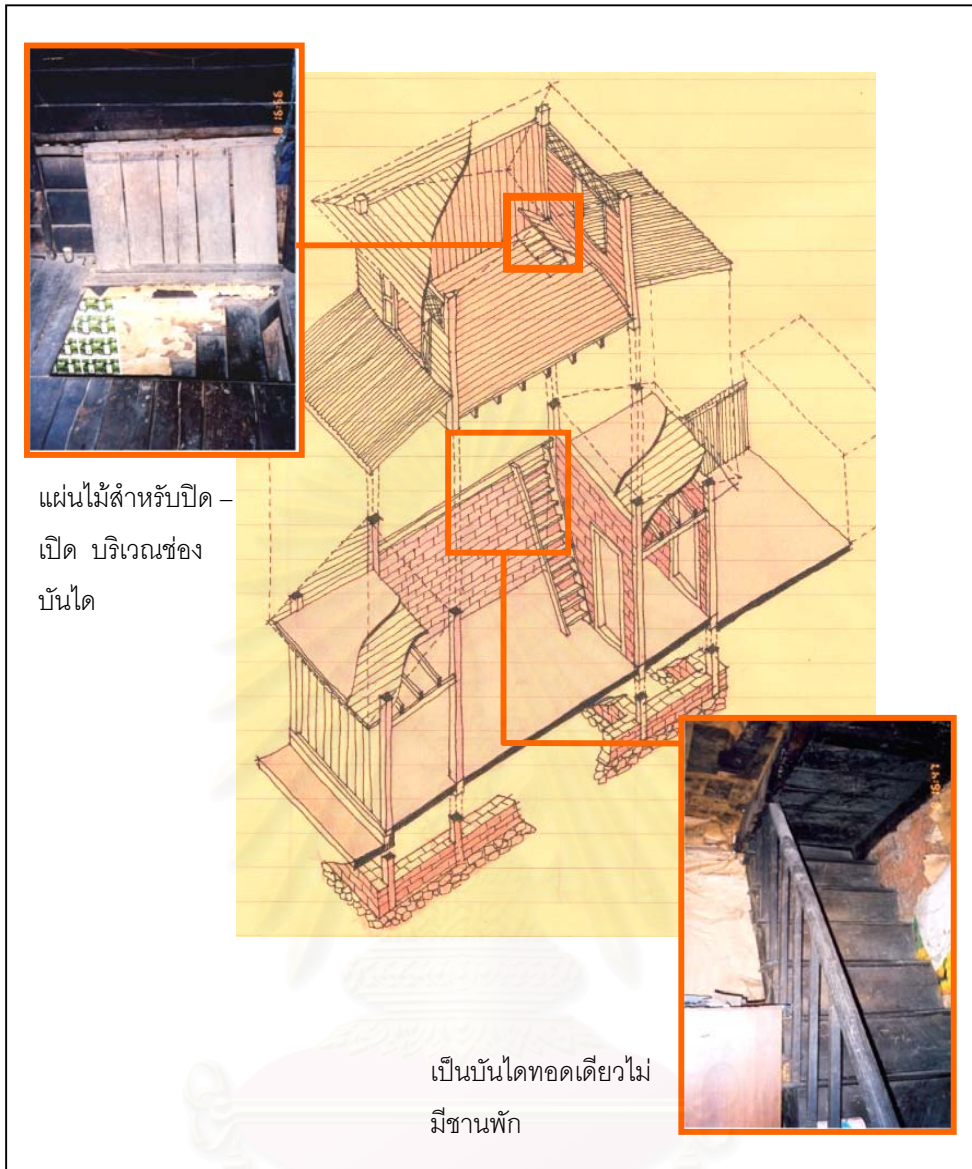 แผ่นไม้สำหรับปิด –
เปิด บริเวณช่อง
บันได
เป็นบันไดทอดเดียวไม่
มีชานพัก